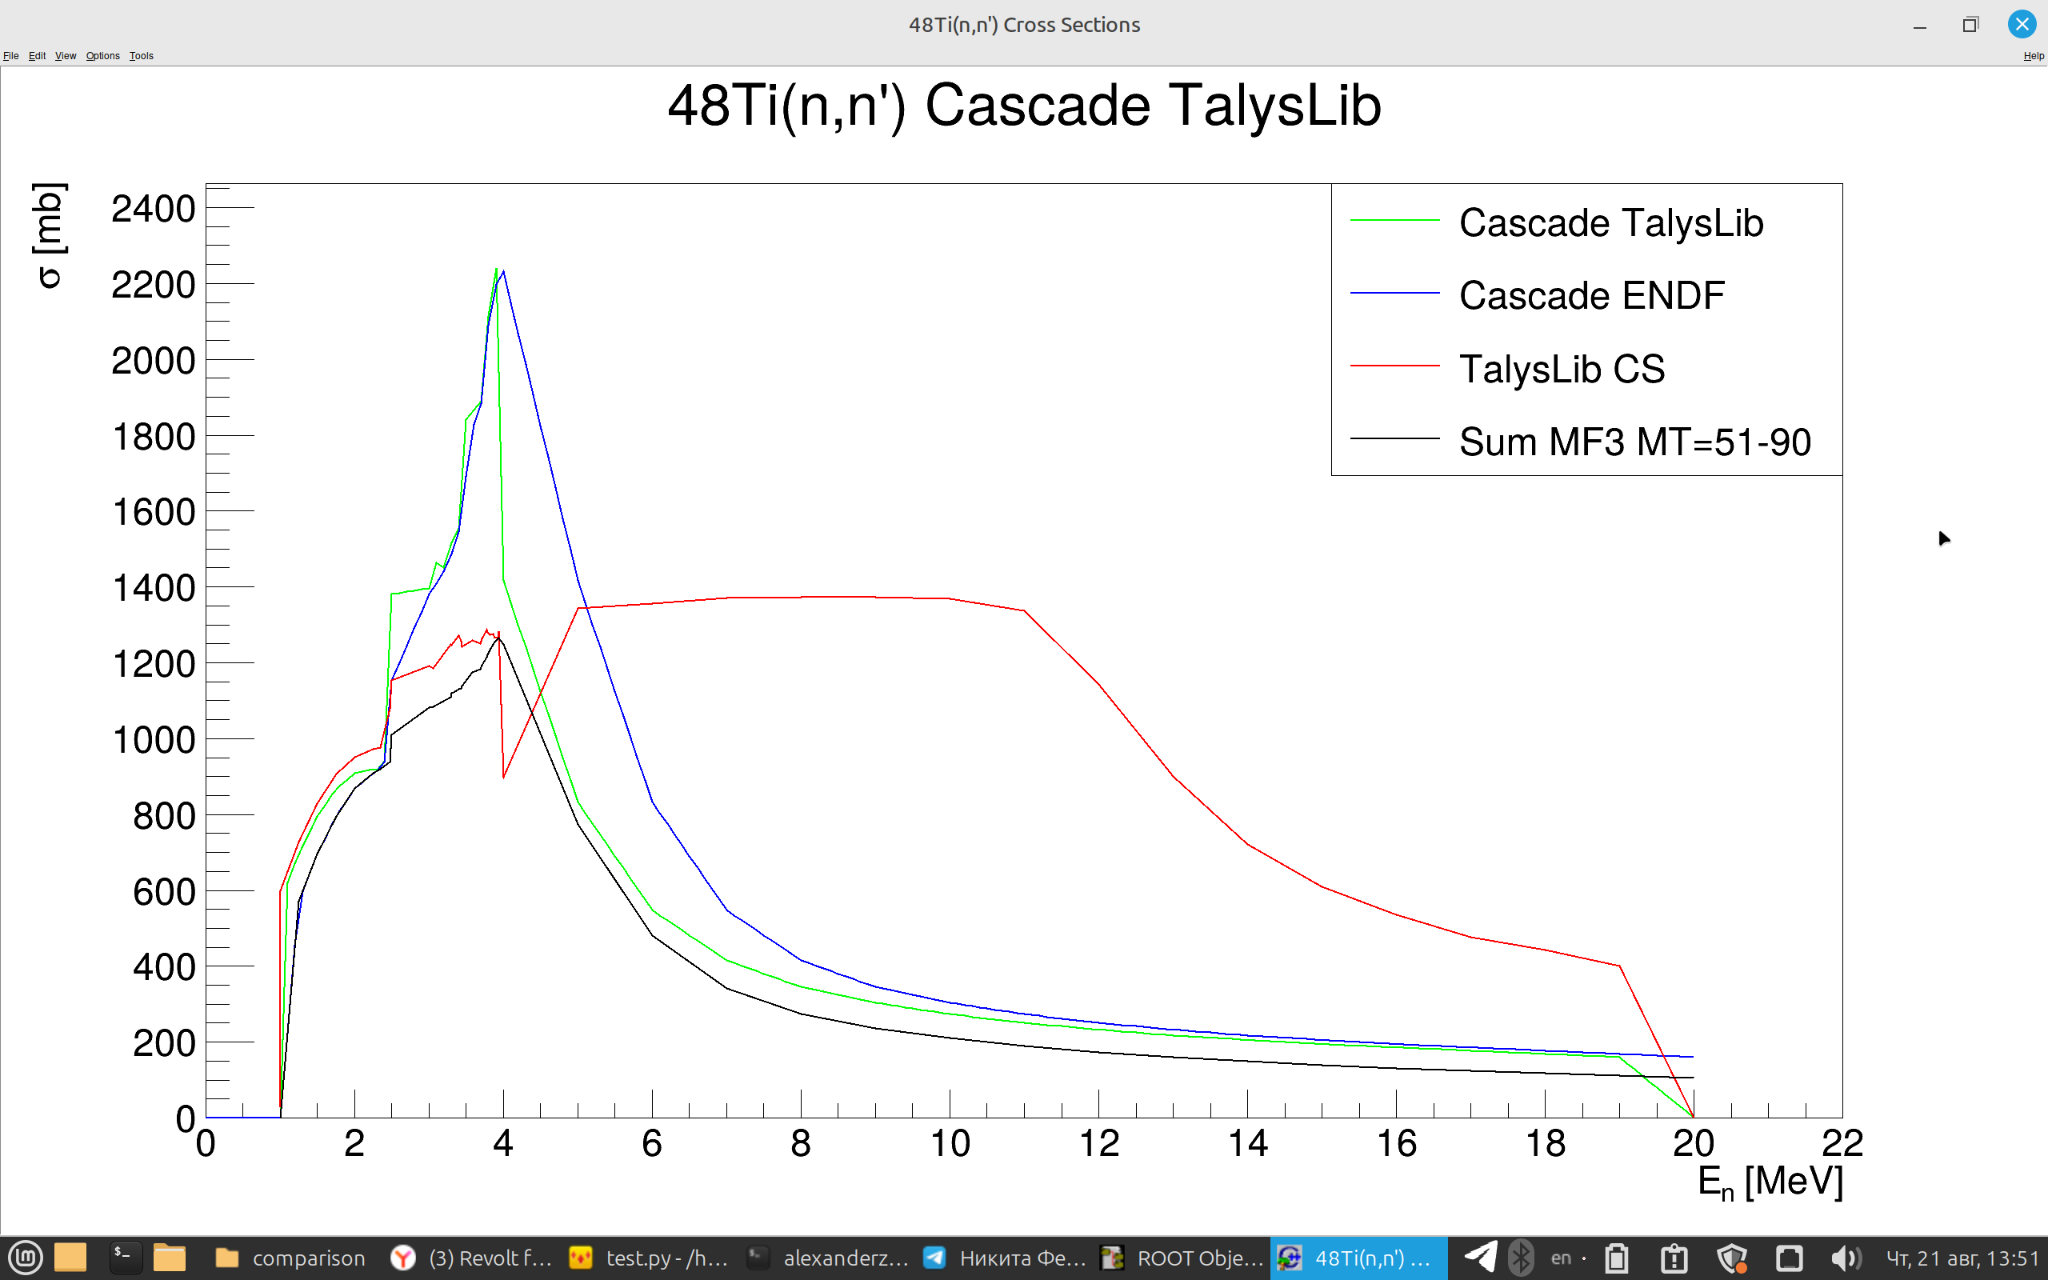 48Ti(n,n') Cross Sections
File Edit View Options Tools Help
48Ti(n,n') Cascade TalysLib
σ [mb]
2400
2200
2000
1800
1600
1400
1200
1000
800
600
400
200
0
Cascade TalysLib
Cascade ENDF
TalysLib CS
Sum MF3 MT=51-90
0 2 4 6 8 10 12 14 16 18 20 22
En [MeV]
comparison (3) Revolt f... test.py - /h... alexanderz... Никита Фе... ROOT Obje... 48Ti(n,n') ... en Чт, 21 авг, 13:51